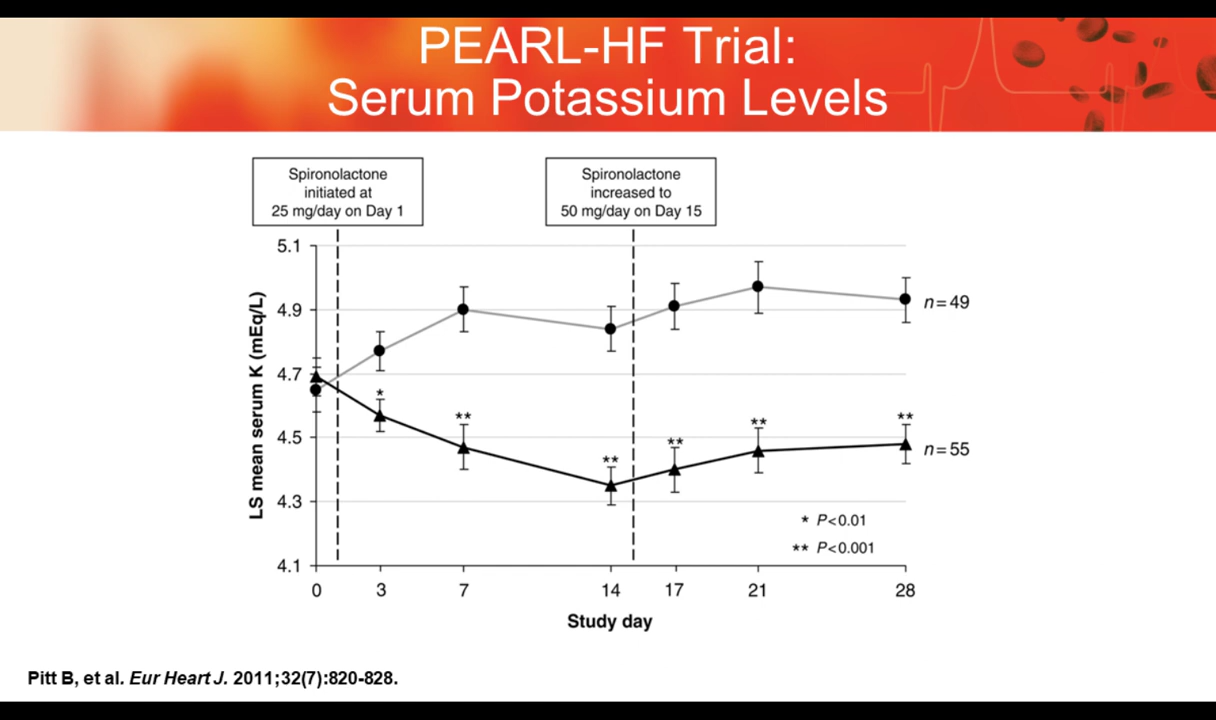 PEARL-HF Trial:
Serum Potassium Levels
Spironolactone
initiated at
25 mg/day on Day 1
Spironolactone
increased to
50 mg/day on Day 15
LS mean serum K (mEq/L)
5.1
4.9
4.7
4.5
4.3
4.1
n=49
n=55
*
**
**
**
**
**
* P<0.01
** P<0.001
0 3 7 14 17 21 28
Study day
Pitt B, et al. Eur Heart J. 2011;32(7):820-828.